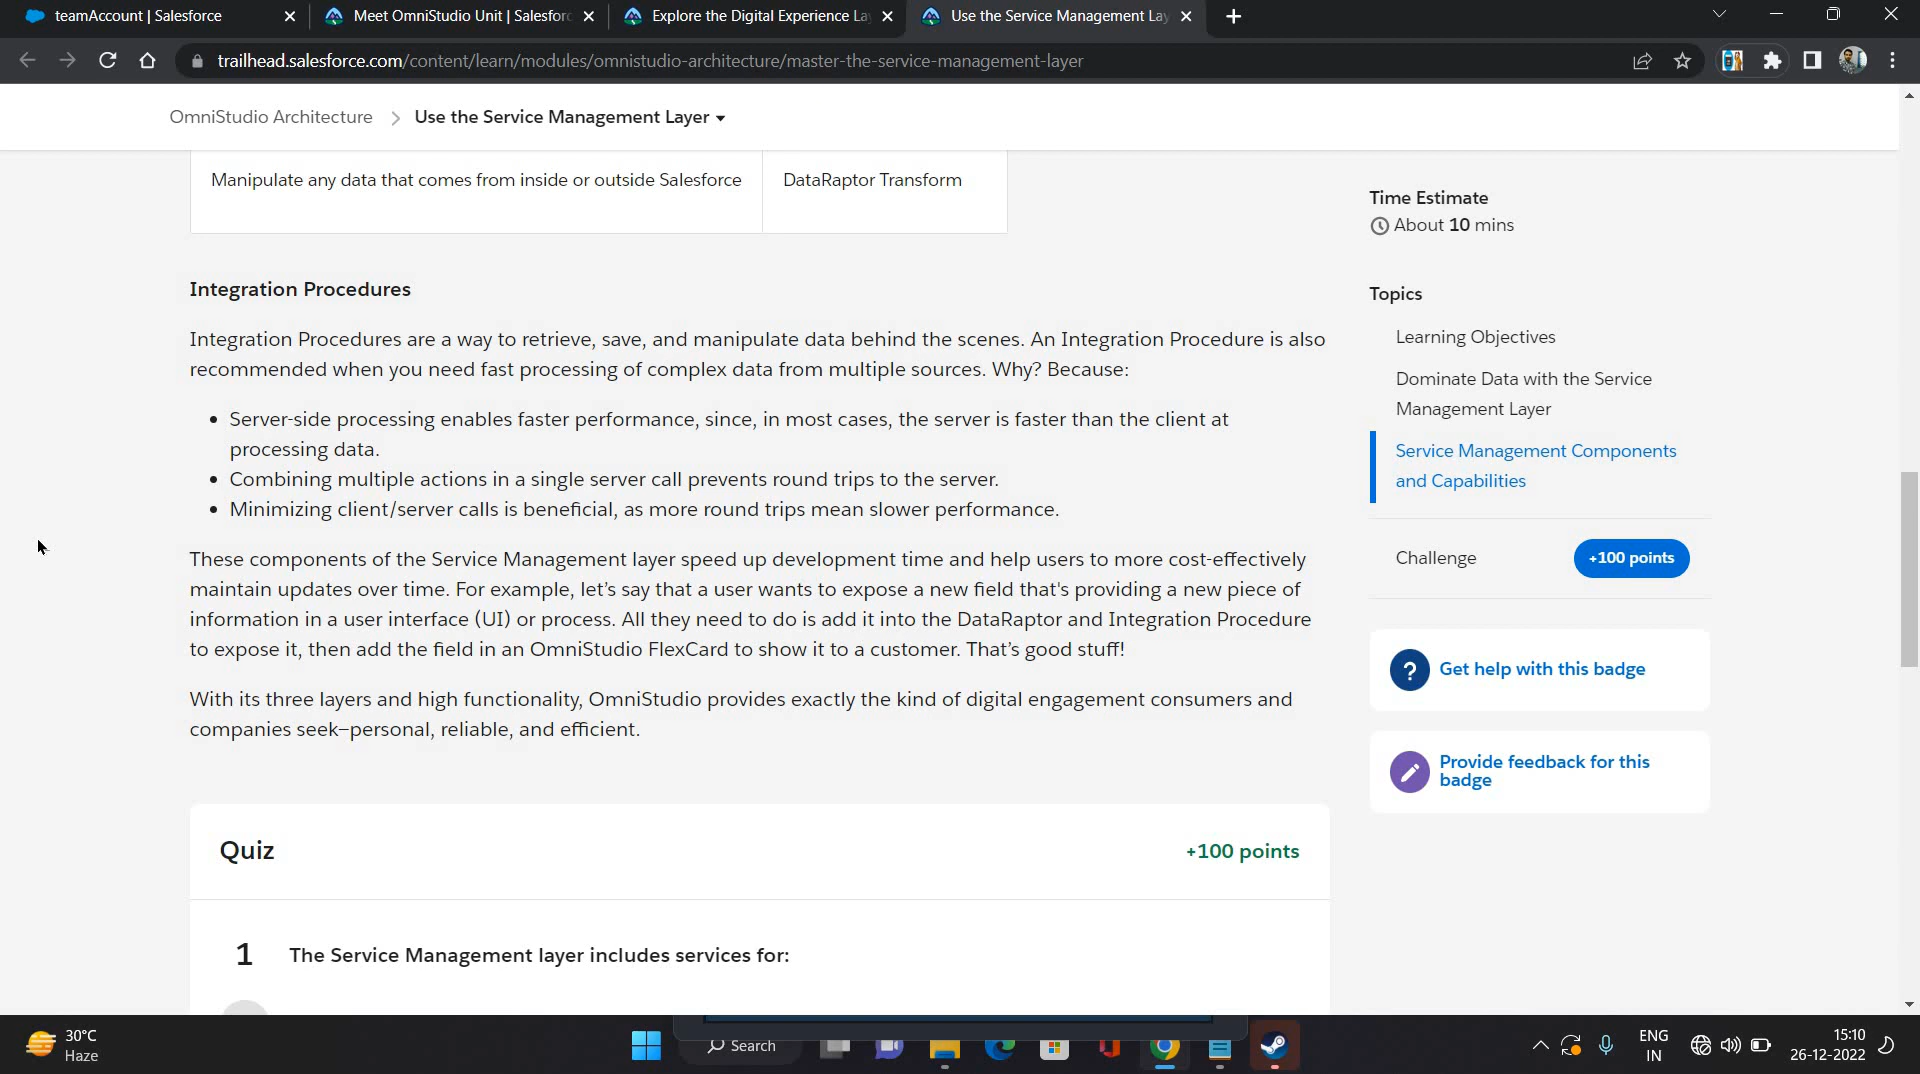 teamAccount | Salesforce
Meet OmniStudio Unit | Salesforc
Explore the Digital Experience La
Use the Service Management Lay
trailhead.salesforce.com/content/learn/modules/omnistudio-architecture/master-the-service-management-layer
OmniStudio Architecture > Use the Service Management Layer
Manipulate any data that comes from inside or outside Salesforce
DataRaptor Transform
Integration Procedures
Integration Procedures are a way to retrieve, save, and manipulate data behind the scenes. An Integration Procedure is also
recommended when you need fast processing of complex data from multiple sources. Why? Because:
• Server-side processing enables faster performance, since, in most cases, the server is faster than the client at
processing data.
• Combining multiple actions in a single server call prevents round trips to the server.
• Minimizing client/server calls is beneficial, as more round trips mean slower performance.
These components of the Service Management layer speed up development time and help users to more cost-effectively
maintain updates over time. For example, let’s say that a user wants to expose a new field that's providing a new piece of
information in a user interface (UI) or process. All they need to do is add it into the DataRaptor and Integration Procedure
to expose it, then add the field in an OmniStudio FlexCard to show it to a customer. That’s good stuff!
With its three layers and high functionality, OmniStudio provides exactly the kind of digital engagement consumers and
companies seek—personal, reliable, and efficient.
Quiz
+100 points
1 The Service Management layer includes services for:
Time Estimate
About 10 mins
Topics
Learning Objectives
Dominate Data with the Service
Management Layer
Service Management Components
and Capabilities
Challenge
+100 points
? Get help with this badge
Provide feedback for this
badge
30°C
Haze
Search
ENG
IN
15:10
26-12-2022